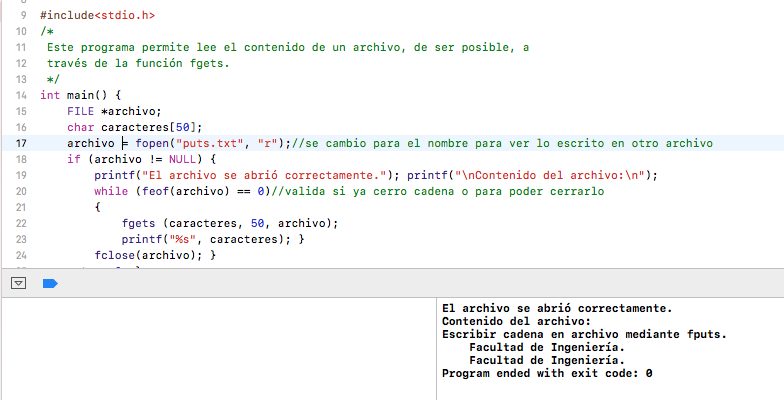 9 #include<stdio.h>
10 /*
11 Este programa permite lee el contenido de un archivo, de ser posible, a
12 través de la función fgets.
13 */
14 int main() {
15 FILE *archivo;
16 char caracteres[50];
17 archivo = fopen("puts.txt", "r");//se cambio para el nombre para ver lo escrito en otro archivo
18 if (archivo != NULL) {
19 printf("El archivo se abrió correctamente."); printf("\nContenido del archivo:\n");
20 while (feof(archivo) == 0)//valida si ya cerro cadena o para poder cerrarlo
21 {
22 fgets (caracteres, 50, archivo);
23 printf("%s", caracteres); }
24 fclose(archivo); }
El archivo se abrió correctamente.
Contenido del archivo:
Escribir cadena en archivo mediante fputs.
Facultad de Ingeniería.
Facultad de Ingeniería.
Program ended with exit code: 0